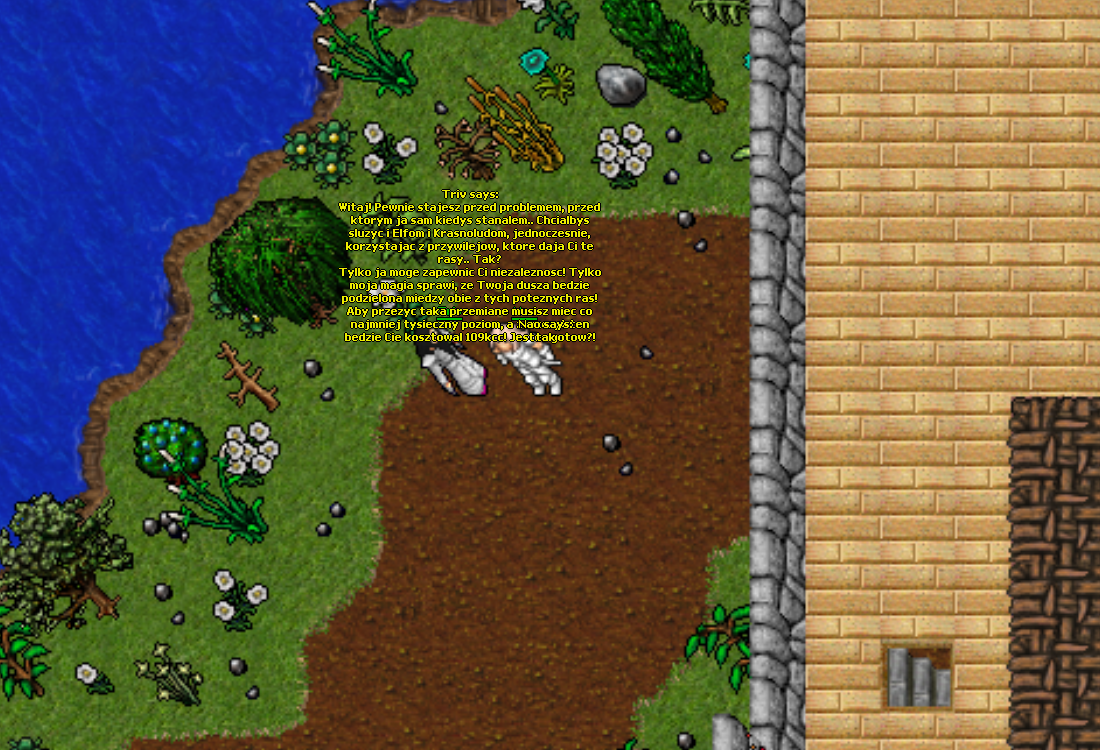 Triv says:
Witaj! Pewnie stajesz przed problemem, przed
ktorym ja sam kiedys stanalem.. Chcialbys
sluzyc i Elfom i Krasnoludom, jednoczesnie,
korzystajac z przywilejow, ktore daja Ci te
rasy.. Tak?
Tylko ja moge zapewnic Ci niezaleznosc! Tylko
moja magia sprawi, ze Twoja dusza bedzie
podzielona miedzy obie z tych poteznych ras!
Aby przezyc taka przemiane musisz miec co
najmniej tysieczny poziom, a
bedzie Cie kosztowal 109kcc! Jest